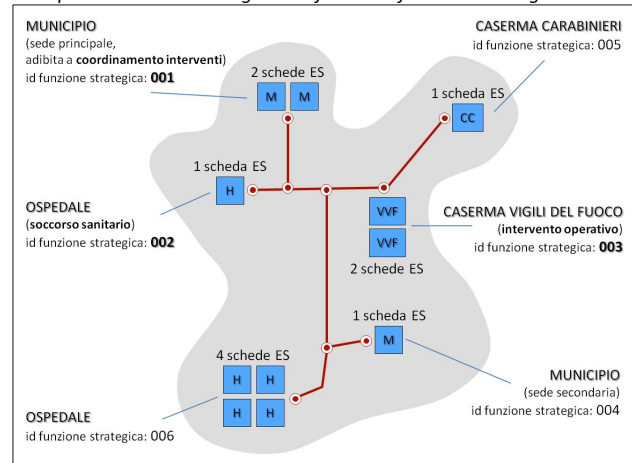 MUNICIPIO
(sede principale,
adibita a coordinamento interventi)
id funzione strategica: 001
2 schede ES
M M
CASERMA CARABINIERI
id funzione strategica: 005
1 scheda ES
CC
1 scheda ES
H
OSPEDALE
(soccorso sanitario)
id funzione strategica: 002
VVF
VVF
2 schede ES
CASERMA VIGILI DEL FUOCO
(intervento operativo)
id funzione strategica: 003
1 scheda ES
M
MUNICIPIO
(sede secondaria)
id funzione strategica: 004
4 schede ES
H H
H H
OSPEDALE
id funzione strategica: 006